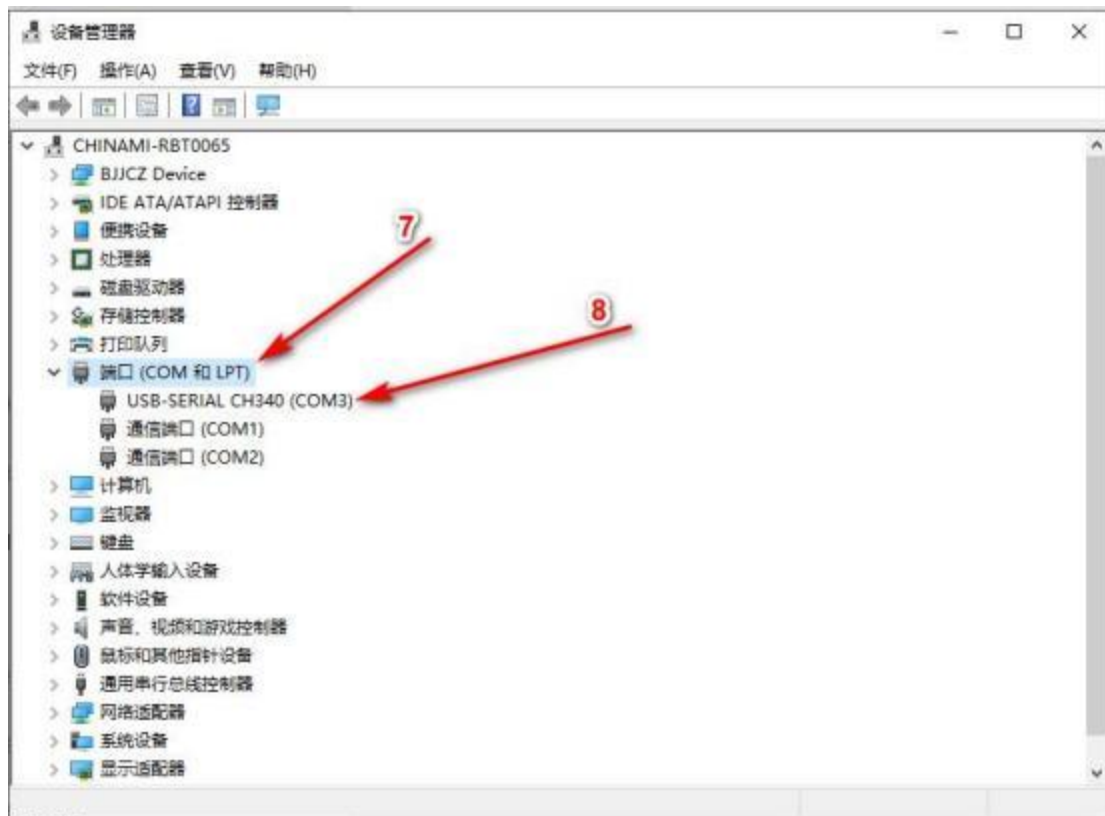 设备管理器
文件(F) 操作(A) 查看(V) 帮助(H)
CHINAMI-RBT0065
BJJCZ Device
IDE ATA/ATAPI 控制器
便携设备
7
处理器
磁盘驱动器
存储控制器
8
打印队列
端口 (COM 和 LPT)
USB-SERIAL CH340 (COM3)
通信端口 (COM1)
通信端口 (COM2)
计算机
监视器
键盘
人体学输入设备
软件设备
声音、视频和游戏控制器
鼠标和其他指针设备
通用串行总线控制器
网络适配器
系统设备
显示适配器